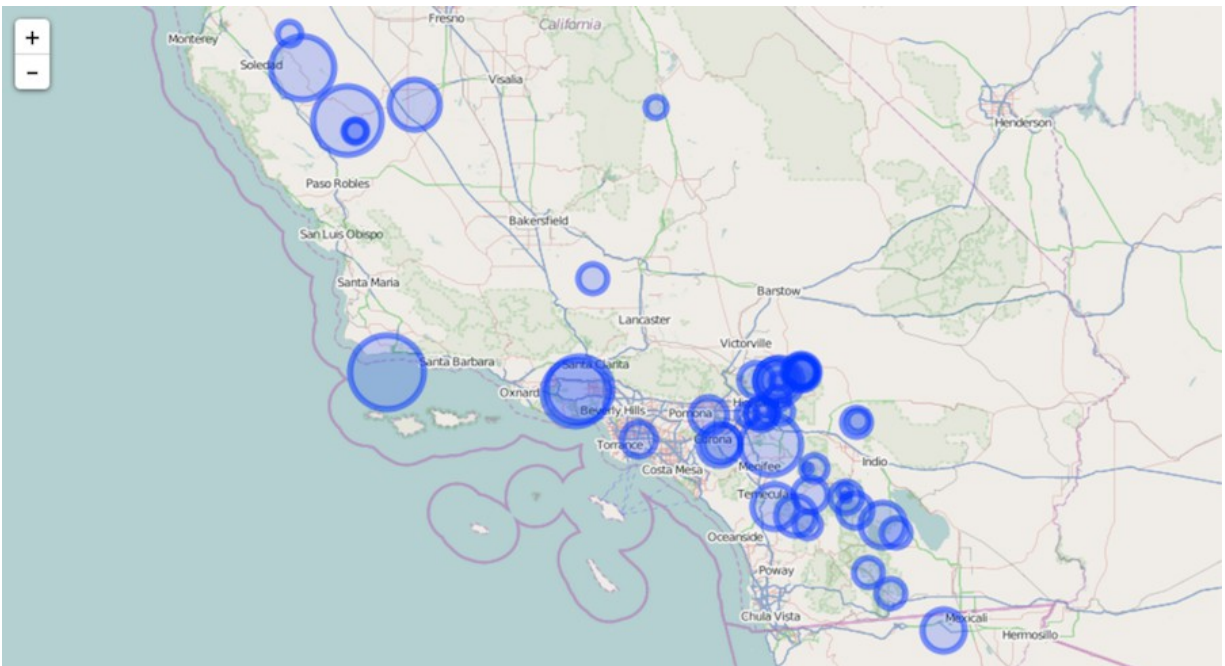 +
−
Fresno
California
Monterey
Soledad
Visalia
Henderson
Paso Robles
Bakersfield
San Luis Obispo
Santa Maria
Barstow
Lancaster
Victorville
Santa Barbara
Santa Clarita
Oxnard
Beverly Hills
Pomona
Corona
Torrance
Costa Mesa
Menifee
Indio
Temecula
Oceanside
Poway
Chula Vista
Mexicali
Hermosillo